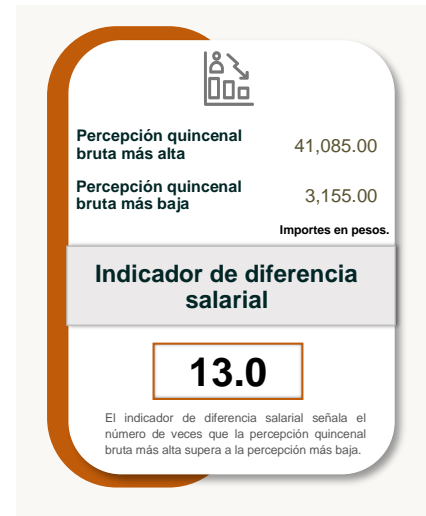 Percepción quincenal
bruta más alta
41,085.00
Percepción quincenal
bruta más baja
3,155.00
Importes en pesos.
Indicador de diferencia
salarial
13.0
El indicador de diferencia salarial señala el
número de veces que la percepción quincenal
bruta más alta supera a la percepción más baja.